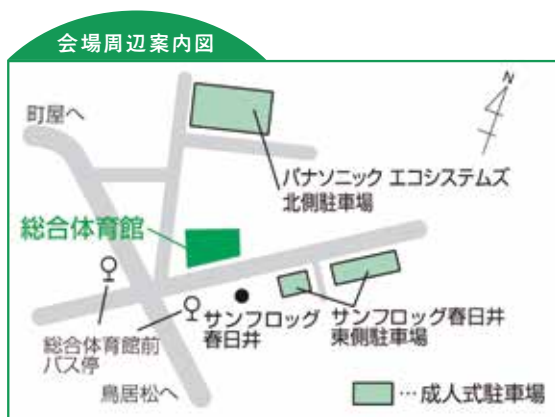 会場周辺案内図
N
町屋へ
パナソニック エコシステムズ
北側駐車場
総合体育館
サンフロッグ
春日井
サンフロッグ春日井
東側駐車場
総合体育館前
バス停
鳥居松へ
…成人式駐車場